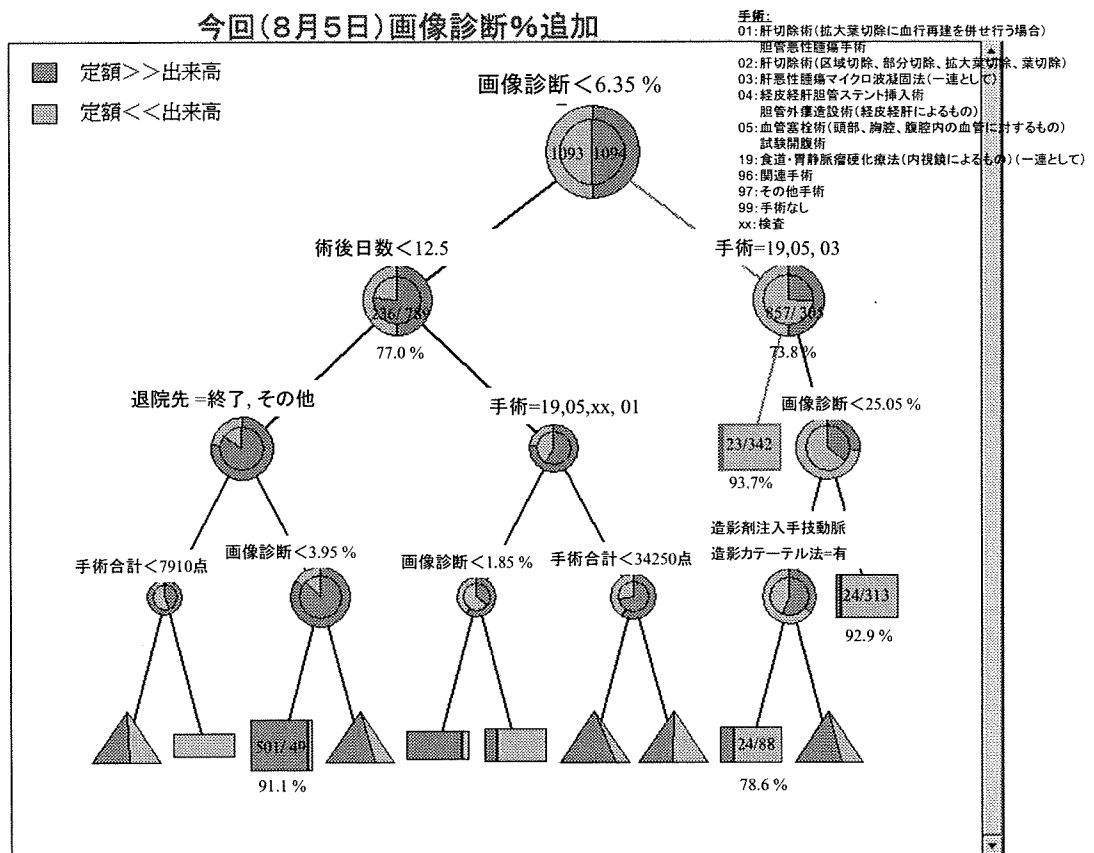 今回(8月5日)画像診断%追加
手術:
01:肝切除術(拡大葉切除に血行再建を併せ行う場合)
胆管悪性腫瘍手術
02:肝切除術(区域切除、部分切除、拡大葉切除、葉切除)
03:肝悪性腫瘍マイクロ波凝固法(一連として)
04:経皮経肝胆管ステント挿入術
胆管外瘻造設術(経皮経肝によるもの)
05:血管塞栓術(頭部、胸腔、腹腔内の血管に対するもの)
試験開腹術
19:食道・胃静脈瘤硬化療法(内視鏡によるもの)(一連として)
96:関連手術
97:その他手術
99:手術なし
xx:検査
定額>>出来高
定額<<出来高
画像診断<6.35 %
1093 1094
術後日数<12.5
手術=19,05, 03
236/ 789
857/ 305
77.0 %
73.8%
退院先 =終了, その他
手術=19,05,xx, 01
画像診断<25.05 %
23/342
93.7%
造影剤注入手技動脈
造影カテーテル法=有
手術合計<7910点
画像診断<3.95 %
画像診断<1.85 %
手術合計<34250点
24/313
92.9 %
501/ 49
24/88
91.1 %
78.6 %